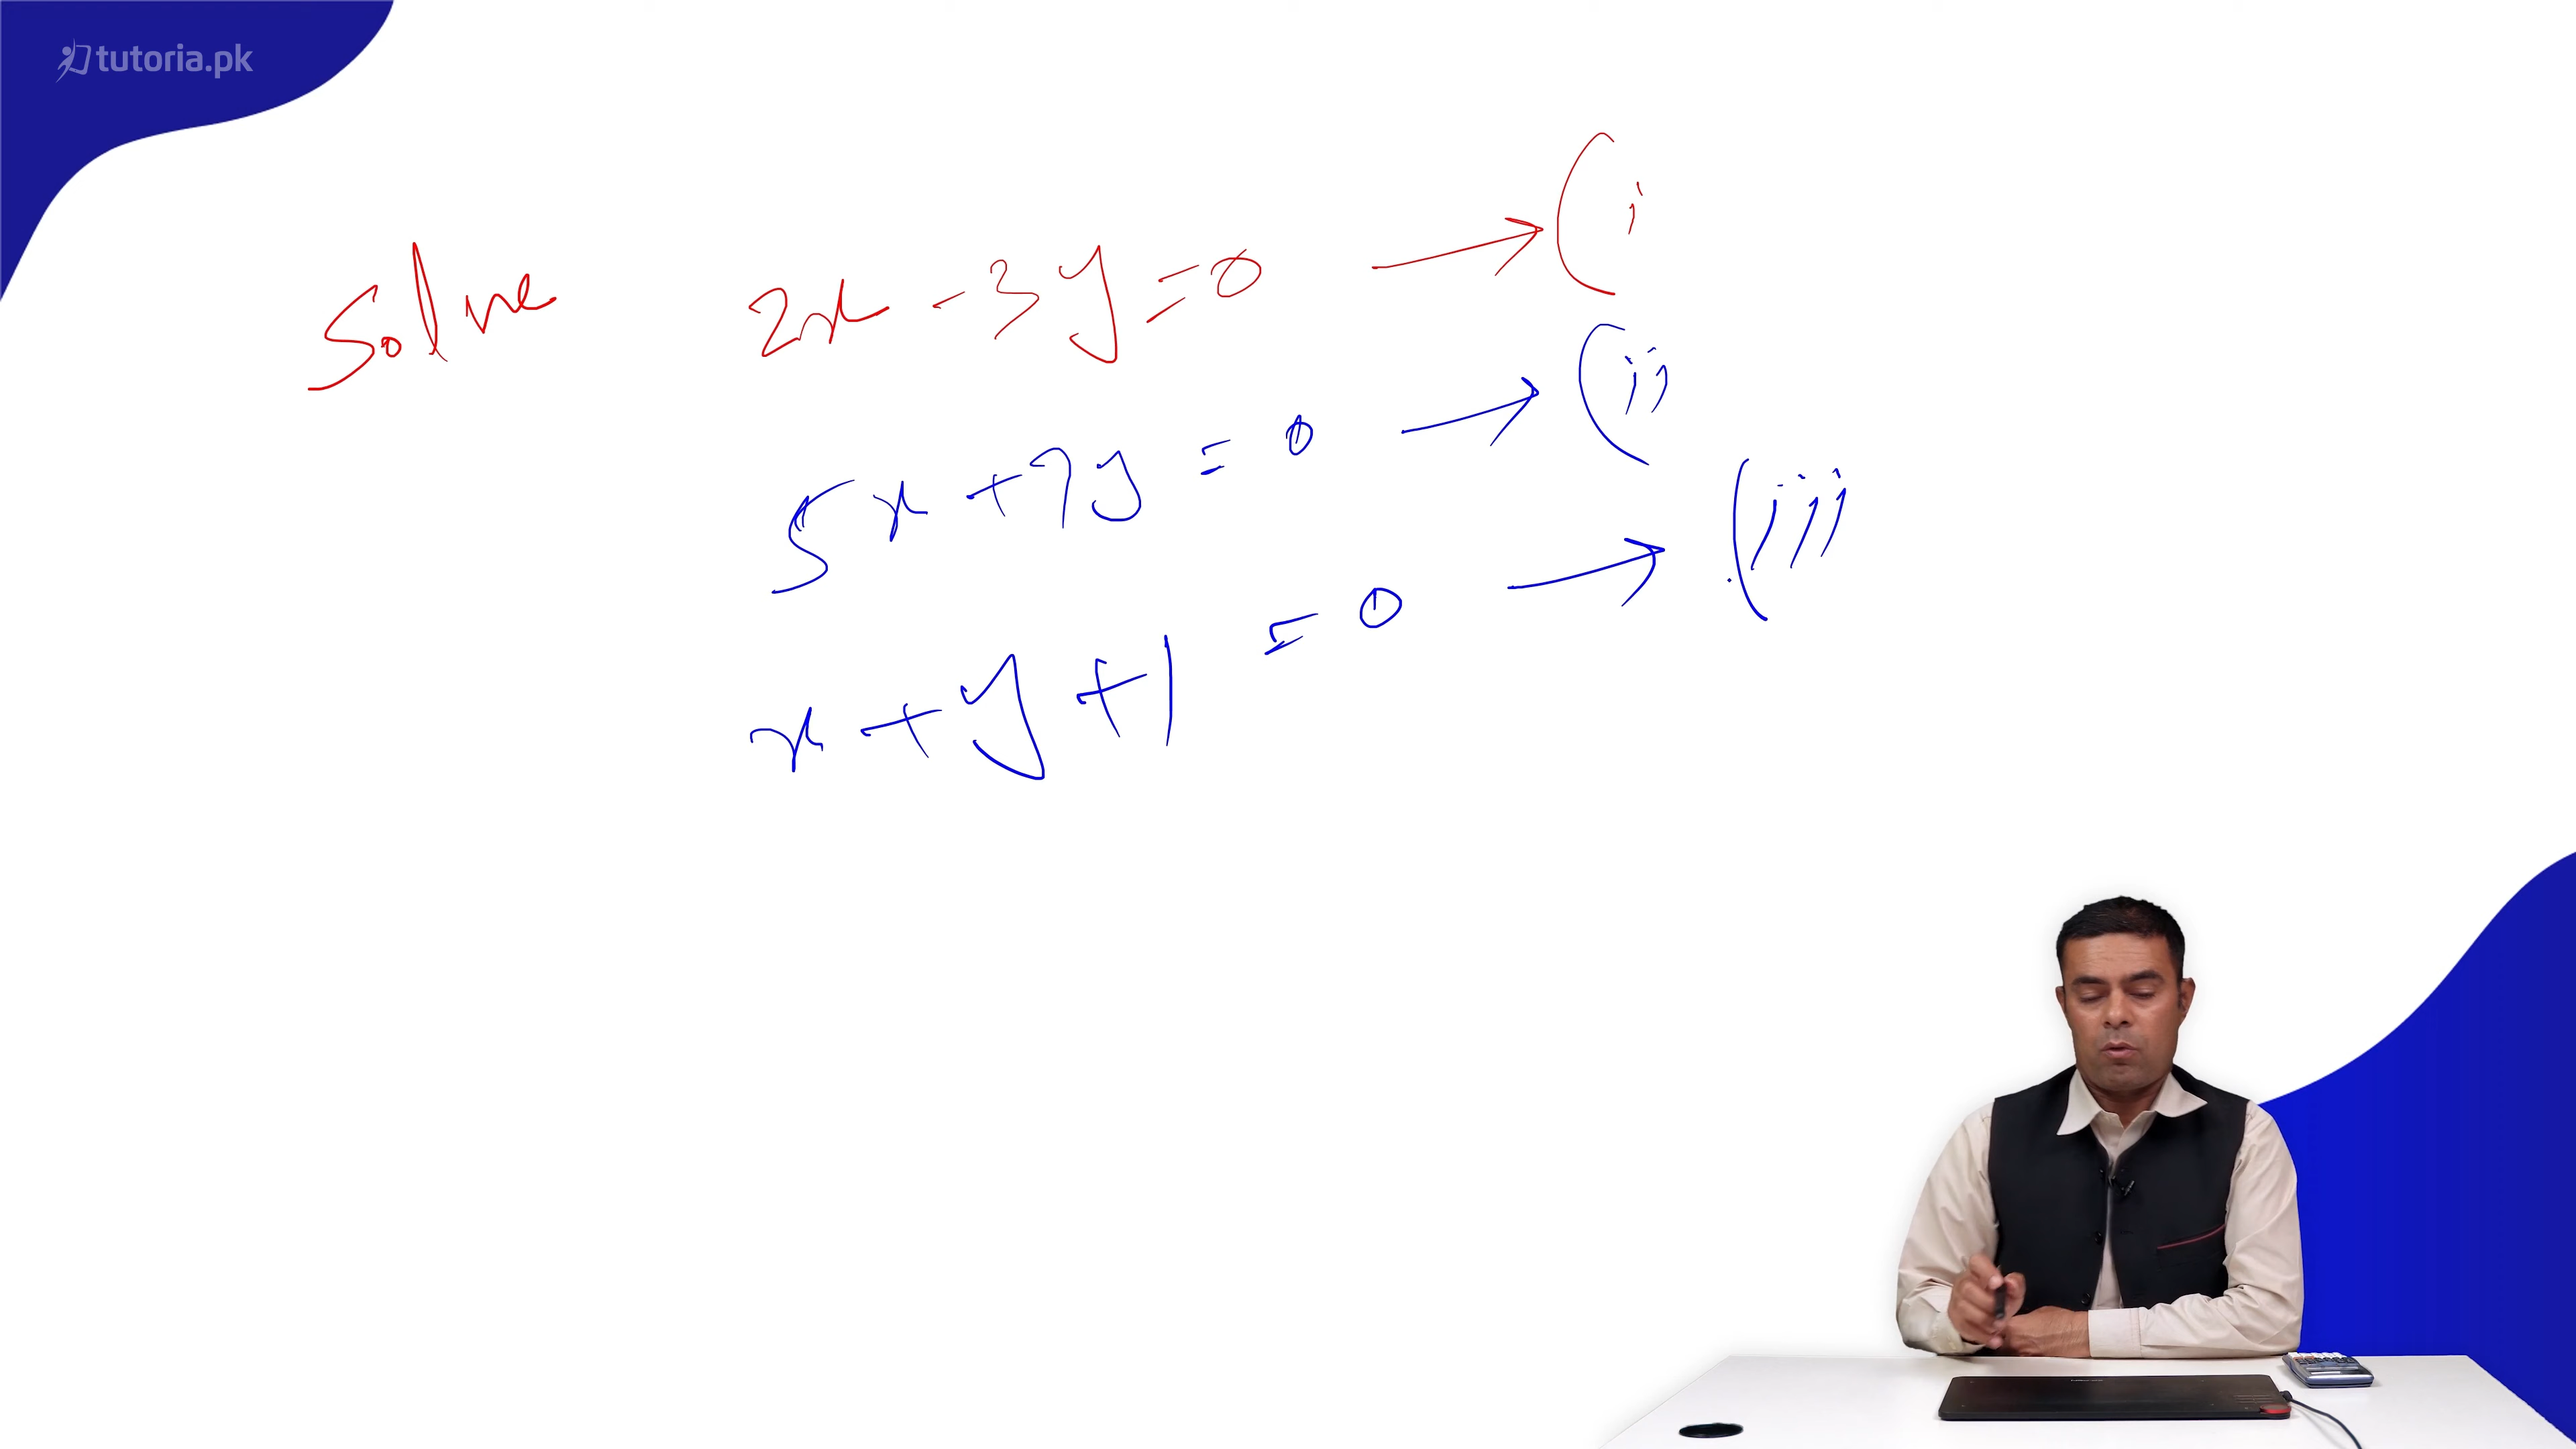 tutoria.pk
Solve 2x - 3y = 0 → (i
5x + 7y = 0 → (ii
x + y + 1 = 0 → (iii